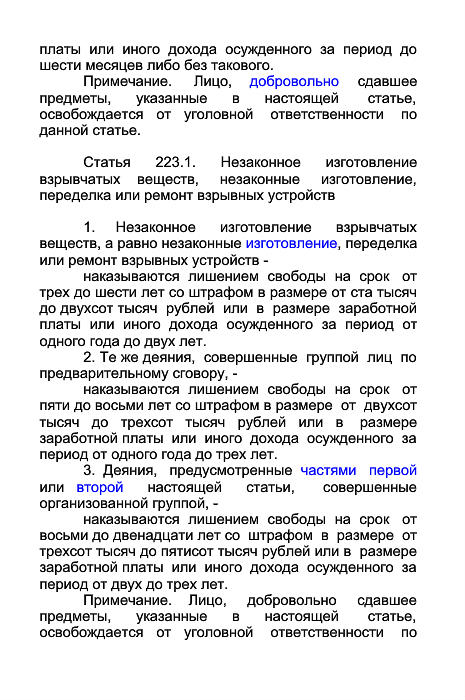 платы или иного дохода осужденного за период до
шести месяцев либо без такового.
Примечание. Лицо, добровольно сдавшее
предметы, указанные в настоящей статье,
освобождается от уголовной ответственности по
данной статье.
Статья 223.1. Незаконное изготовление
взрывчатых веществ, незаконные изготовление,
переделка или ремонт взрывных устройств
1. Незаконное изготовление взрывчатых
веществ, а равно незаконные изготовление, переделка
или ремонт взрывных устройств -
наказываются лишением свободы на срок от
трех до шести лет со штрафом в размере от ста тысяч
до двухсот тысяч рублей или в размере заработной
платы или иного дохода осужденного за период от
одного года до двух лет.
2. Те же деяния, совершенные группой лиц по
предварительному сговору, -
наказываются лишением свободы на срок от
пяти до восьми лет со штрафом в размере от двухсот
тысяч до трехсот тысяч рублей или в размере
заработной платы или иного дохода осужденного за
период от одного года до трех лет.
3. Деяния, предусмотренные частями первой
или второй настоящей статьи, совершенные
организованной группой, -
наказываются лишением свободы на срок от
восьми до двенадцати лет со штрафом в размере от
трехсот тысяч до пятисот тысяч рублей или в размере
заработной платы или иного дохода осужденного за
период от двух до трех лет.
Примечание. Лицо, добровольно сдавшее
предметы, указанные в настоящей статье,
освобождается от уголовной ответственности по